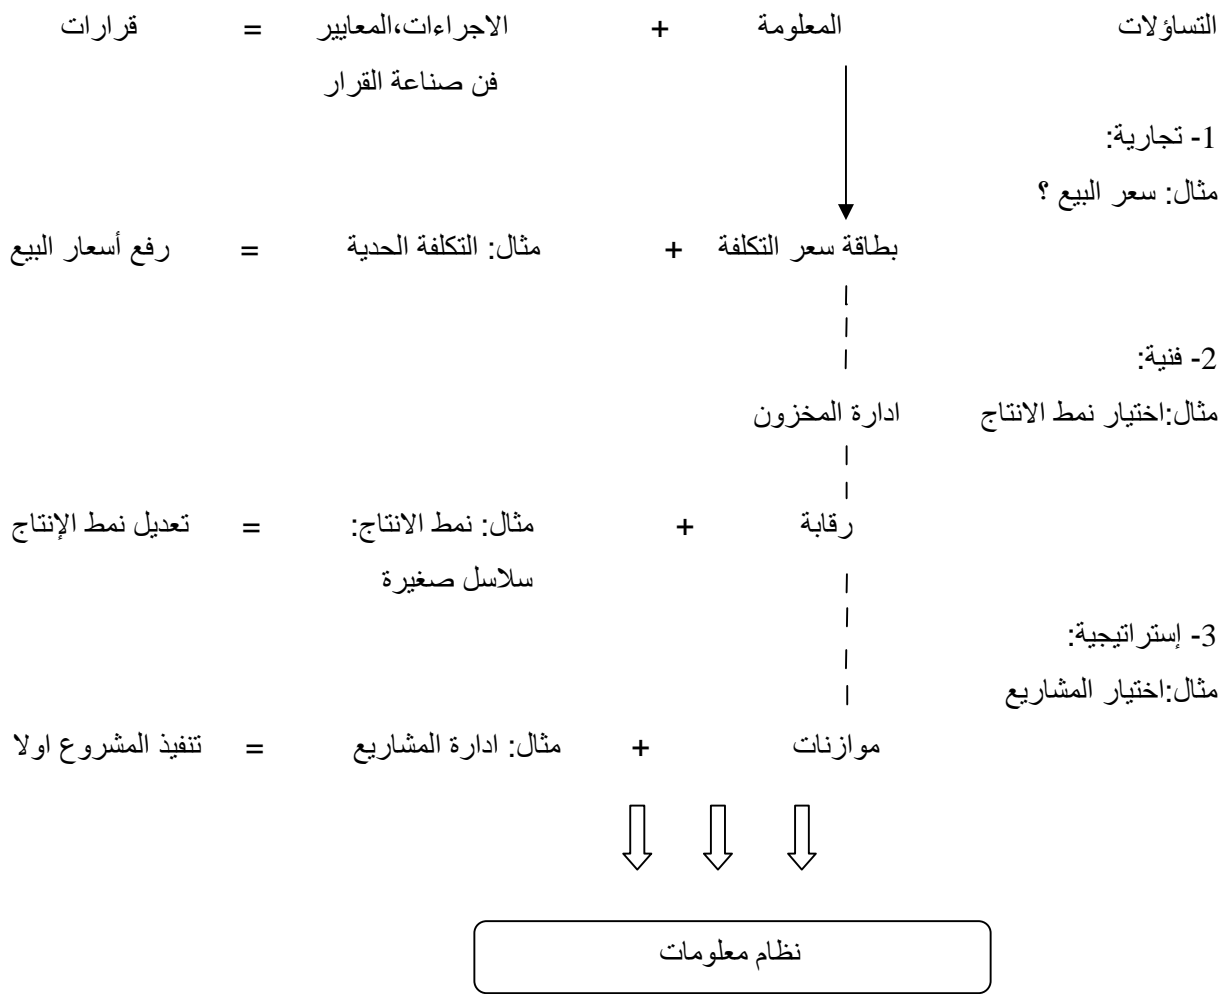 التساؤلات المعلومة + الاجراءات،المعايير = قرارات
فن صناعة القرار
1- تجارية:
مثال: سعر البيع ؟
بطاقة سعر التكلفة + مثال: التكلفة الحدية = رفع أسعار البيع
2- فنية:
مثال:اختيار نمط الانتاج ادارة المخزون
رقابة + مثال: نمط الانتاج: = تعديل نمط الإنتاج
سلاسل صغيرة
3- إستراتيجية:
مثال:اختيار المشاريع
موازنات + مثال: ادارة المشاريع = تنفيذ المشروع اولا
نظام معلومات